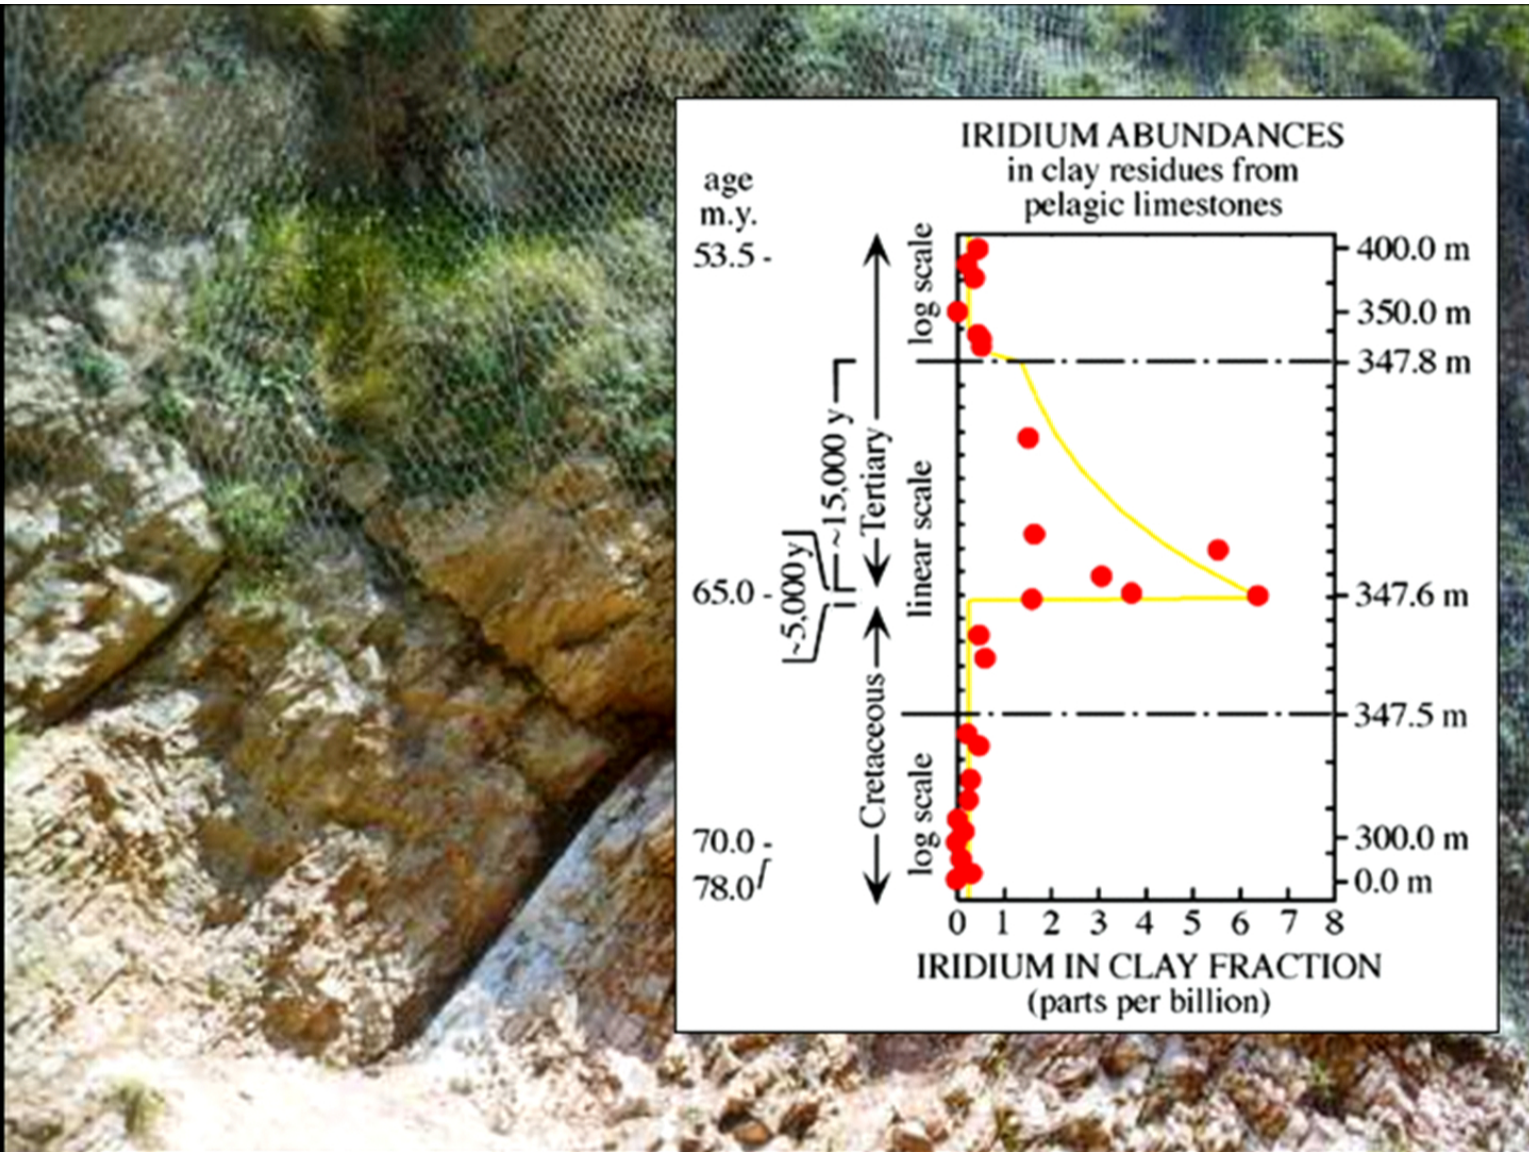 IRIDIUM ABUNDANCES
in clay residues from
pelagic limestones
age
m.y.
53.5 -
65.0 -
70.0 -
78.0
~15,000 y
~5,000 y
Tertiary
Cretaceous
log scale
linear scale
log scale
400.0 m
350.0 m
347.8 m
347.6 m
347.5 m
300.0 m
0.0 m
0 1 2 3 4 5 6 7 8
IRIDIUM IN CLAY FRACTION
(parts per billion)